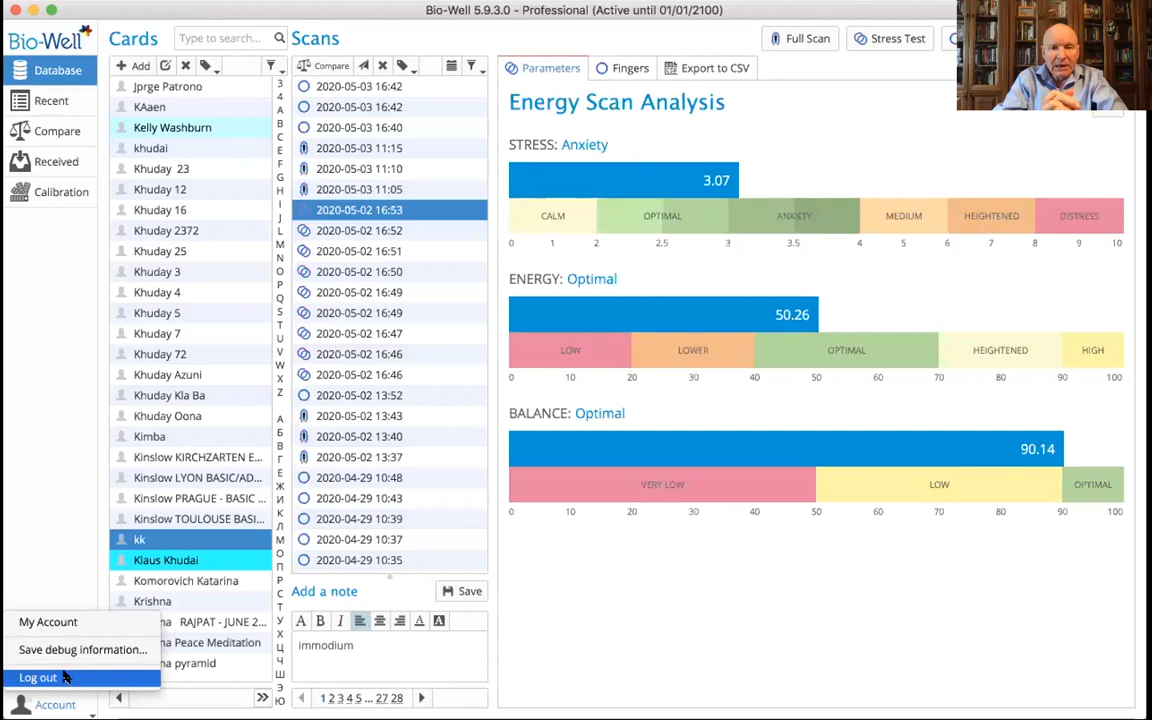 Bio-Well 5.9.3.0 - Professional (Active until 01/01/2100)
Bio-Well
Database
Recent
Compare
Received
Calibration
Cards
Type to search...
Add
Jprge Patrono
KAaen
Kelly Washburn
khudai
Khuday 23
Khuday 12
Khuday 16
Khuday 2372
Khuday 25
Khuday 3
Khuday 4
Khuday 5
Khuday 7
Khuday 72
Khuday Azuni
Khuday Kla Ba
Khuday Oona
Kimba
Kinslow KIRCHZARTEN E...
Kinslow LYON BASIC/AD...
Kinslow PRAGUE - BASIC ...
Kinslow TOULOUSE BASI...
kk
Klaus Khudai
Komorovich Katarina
Krishna
na RAJPAT - JUNE 2...
na Peace Meditation
na pyramid
3
4
A
B
C
E
F
G
H
I
J
L
M
N
O
P
Q
S
T
U
V
W
X
Z
А
Б
В
Г
Е
Ж
И
К
Л
М
О
П
Р
С
Т
У
Х
Ц
Ч
Ш
Э
Ю
Scans
Compare
2020-05-03 16:42
2020-05-03 16:42
2020-05-03 16:40
2020-05-03 11:15
2020-05-03 11:10
2020-05-03 11:05
2020-05-02 16:53
2020-05-02 16:52
2020-05-02 16:51
2020-05-02 16:50
2020-05-02 16:49
2020-05-02 16:49
2020-05-02 16:47
2020-05-02 16:46
2020-05-02 16:46
2020-05-02 13:52
2020-05-02 13:43
2020-05-02 13:40
2020-05-02 13:37
2020-04-29 10:48
2020-04-29 10:43
2020-04-29 10:39
2020-04-29 10:37
2020-04-29 10:35
Add a note
Save
A B I A A
immodium
1 2 3 4 5 ... 27 28
Full Scan
Stress Test
Parameters
Fingers
Export to CSV
Energy Scan Analysis
STRESS: Anxiety
3.07
CALM OPTIMAL ANXIETY MEDIUM HEIGHTENED DISTRESS
0 1 2 2.5 3 3.5 4 5 6 7 8 9 10
ENERGY: Optimal
50.26
LOW LOWER OPTIMAL HEIGHTENED HIGH
0 10 20 30 40 50 60 70 80 90 100
BALANCE: Optimal
90.14
VERY LOW LOW OPTIMAL
0 10 20 30 40 50 60 70 80 90 100
My Account
Save debug information...
Log out
Account